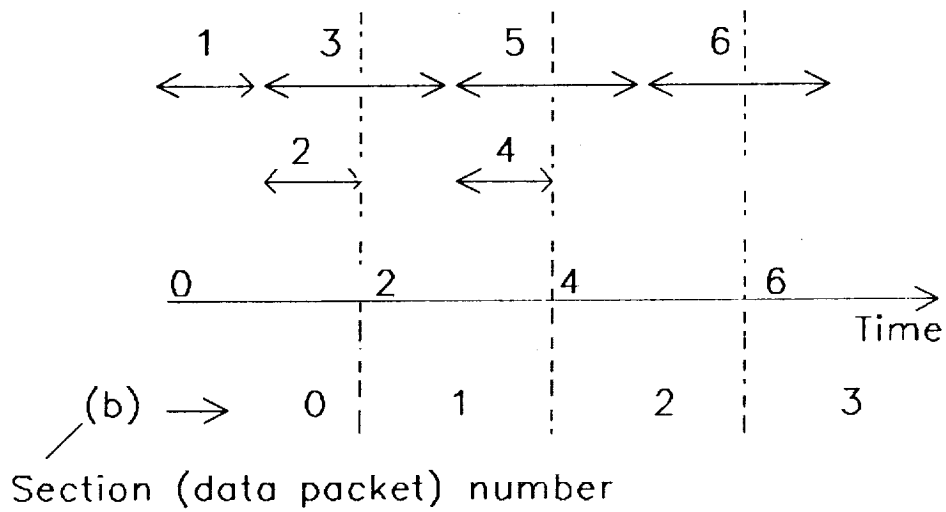 1 3 5 6
2 4
0 2 4 6
Time
(b) 0 1 2 3
Section (data packet) number